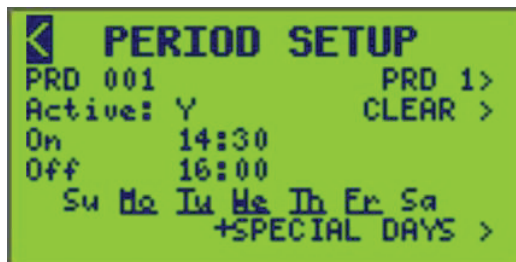 < PERIOD SETUP
PRD 001 PRD 1>
Active: Y CLEAR >
On 14:30
Off 16:00
Su Mo Tu We Th Fr Sa
+SPECIAL DAYS >